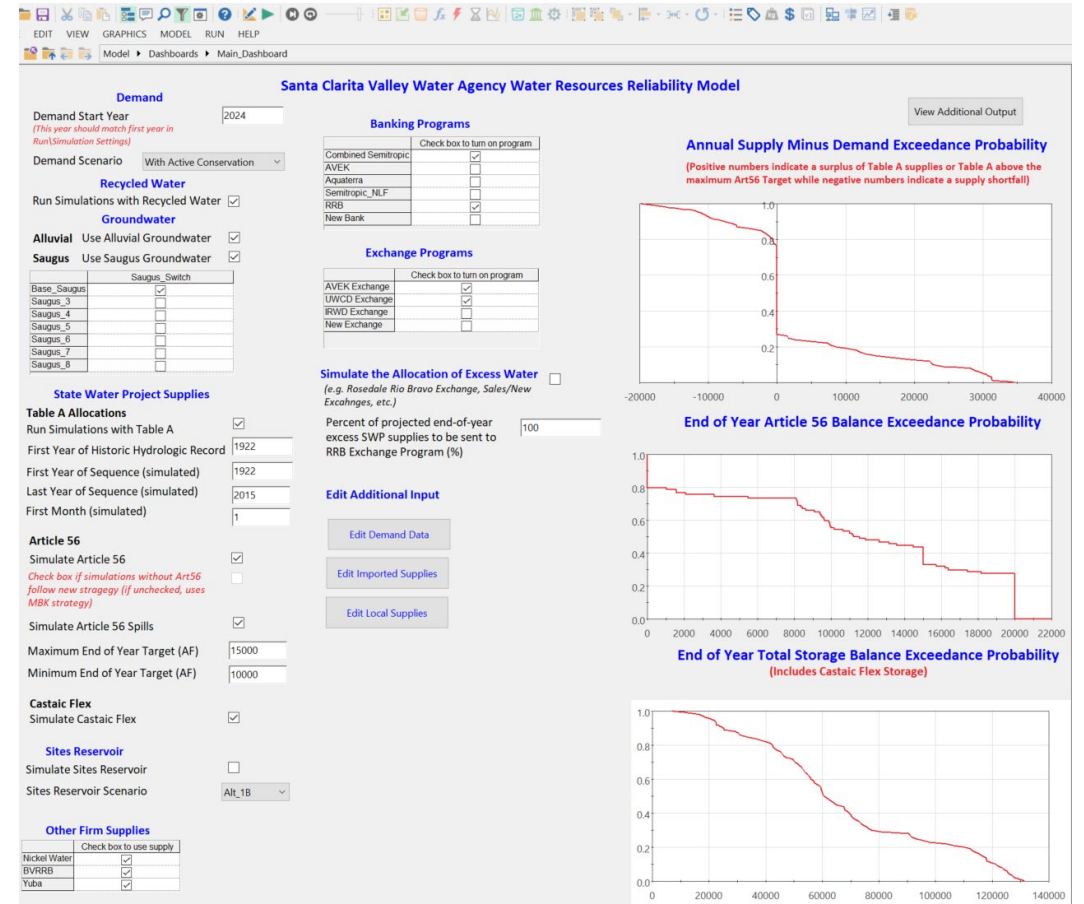 EDIT VIEW GRAPHICS MODEL RUN HELP
Model Dashboards Main_Dashboard
Santa Clarita Valley Water Agency Water Resources Reliability Model
Demand
Demand Start Year 2024
(This year should match first year in
Run\Simulation Settings)
Demand Scenario With Active Conservation
Recycled Water
Run Simulations with Recycled Water
Groundwater
Alluvial Use Alluvial Groundwater
Saugus Use Saugus Groundwater
Saugus_Switch
Base_Saugus
Saugus_3
Saugus_4
Saugus_5
Saugus_6
Saugus_7
Saugus_8
State Water Project Supplies
Table A Allocations
Run Simulations with Table A
First Year of Historic Hydrologic Record 1922
First Year of Sequence (simulated) 1922
Last Year of Sequence (simulated) 2015
First Month (simulated) 1
Article 56
Simulate Article 56
Check box if simulations without Art56
follow new stragegy (if unchecked, uses
MBK strategy)
Simulate Article 56 Spills
Maximum End of Year Target (AF) 15000
Minimum End of Year Target (AF) 10000
Castaic Flex
Simulate Castaic Flex
Sites Reservoir
Simulate Sites Reservoir
Sites Reservoir Scenario Alt_1B
Other Firm Supplies
Check box to use supply
Nickel Water
BVRRB
Yuba
Banking Programs
Check box to turn on program
Combined Semitropic
AVEK
Aquaterra
Semitropic_NLF
RRB
New Bank
Exchange Programs
Check box to turn on program
AVEK Exchange
UWCD Exchange
IRWD Exchange
New Exchange
Simulate the Allocation of Excess Water
(e.g. Rosedale Rio Bravo Exchange, Sales/New
Excahnges, etc.)
Percent of projected end-of-year 100
excess SWP supplies to be sent to
RRB Exchange Program (%)
Edit Additional Input
Edit Demand Data
Edit Imported Supplies
Edit Local Supplies
View Additional Output
Annual Supply Minus Demand Exceedance Probability
(Positive numbers indicate a surplus of Table A supplies or Table A above the
maximum Art56 Target while negative numbers indicate a supply shortfall)
1.0
0.8
0.6
0.4
0.2
-20000 -10000 0 10000 20000 30000 40000
End of Year Article 56 Balance Exceedance Probability
1.0
0.8
0.6
0.4
0.2
0.0
0 2000 4000 6000 8000 10000 12000 14000 16000 18000 20000 22000
End of Year Total Storage Balance Exceedance Probability
(Includes Castaic Flex Storage)
1.0
0.8
0.6
0.4
0.2
0.0
0 20000 40000 60000 80000 100000 120000 140000